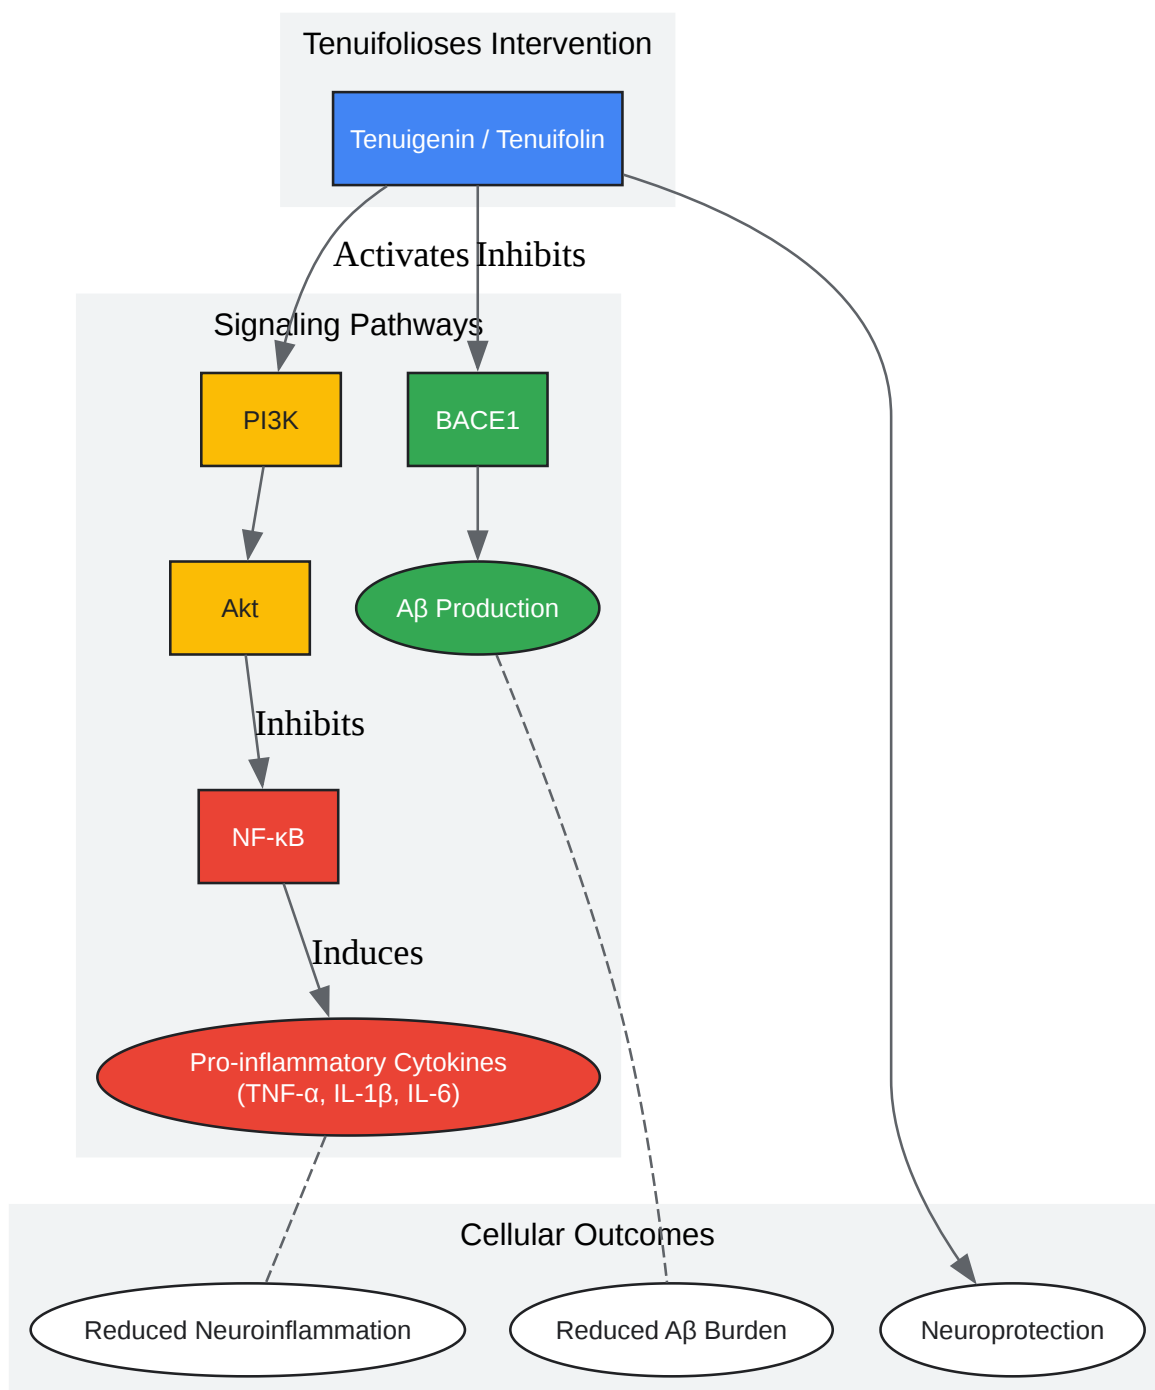 Tenuifolioses Intervention
Tenuigenin / Tenuifolin
Activates
Inhibits
Signaling Pathways
PI3K
BACE1
Akt
Aβ Production
Inhibits
NF-κB
Induces
Pro-inflammatory Cytokines
(TNF-α, IL-1β, IL-6)
Cellular Outcomes
Reduced Neuroinflammation
Reduced Aβ Burden
Neuroprotection